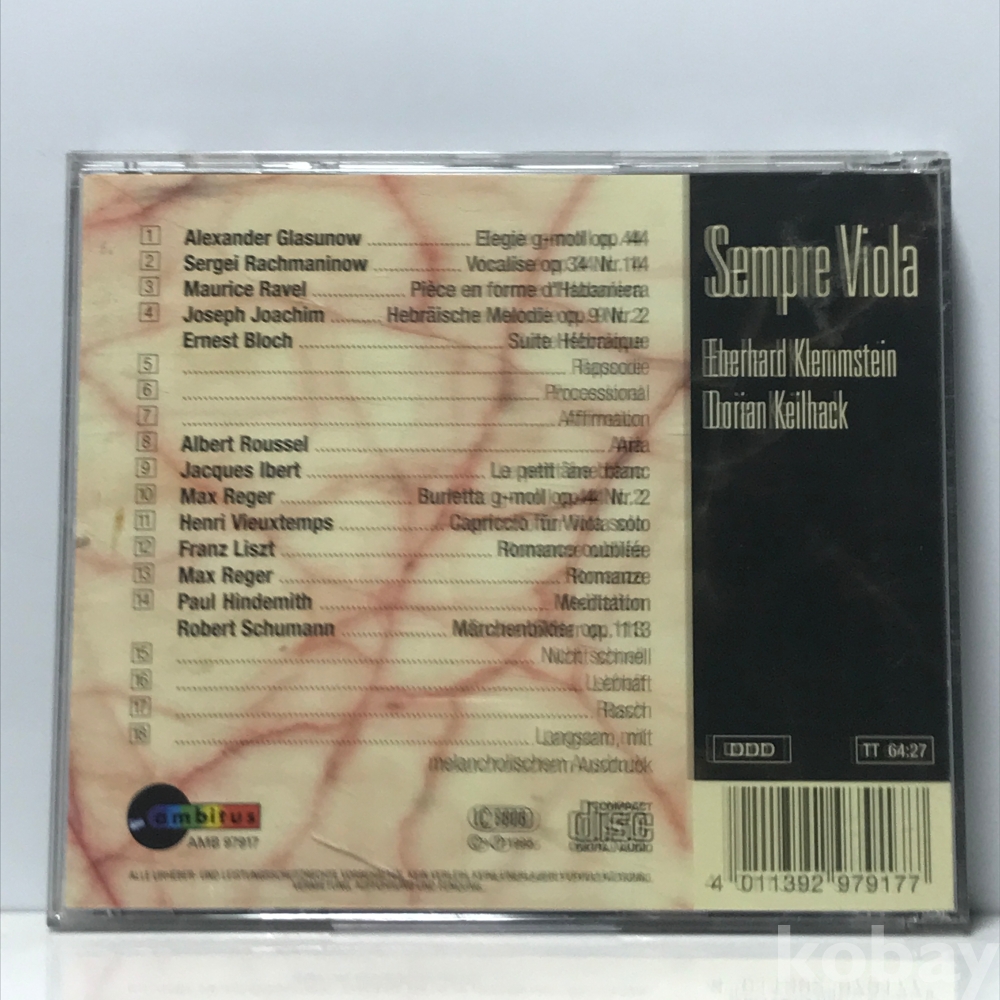 1 Alexander Glasunow Elegie g-moll op. 44
2 Sergei Rachmaninow Vocalise op. 34 Nr. 14
3 Maurice Ravel Pièce en forme d'Habanera
4 Joseph Joachim Hebräische Melodie op. 9 Nr. 2
Ernest Bloch Suite Hébraïque
5 Rapsodie
6 Processional
7 Affirmation
8 Albert Roussel Aria
9 Jacques Ibert Le petit âne blanc
10 Max Reger Burletta g-moll op. Nr. 2
11 Henri Vieuxtemps Capriccio für Viola solo
12 Franz Liszt Romance oubliée
13 Max Reger Romanze
14 Paul Hindemith Meditation
Robert Schumann Märchenbilder op. 113
15 Nicht schnell
16 Lebhaft
17 Rasch
18 Langsam, mit
melancholischem Ausdruck
ambitus
AMB 97917
COMPACT
disc
DIGITAL AUDIO
Sempre Viola
Eberhard Klemmstein
Dorian Keilhack
DDD
TT 64:27
4 011392 979177
kobay